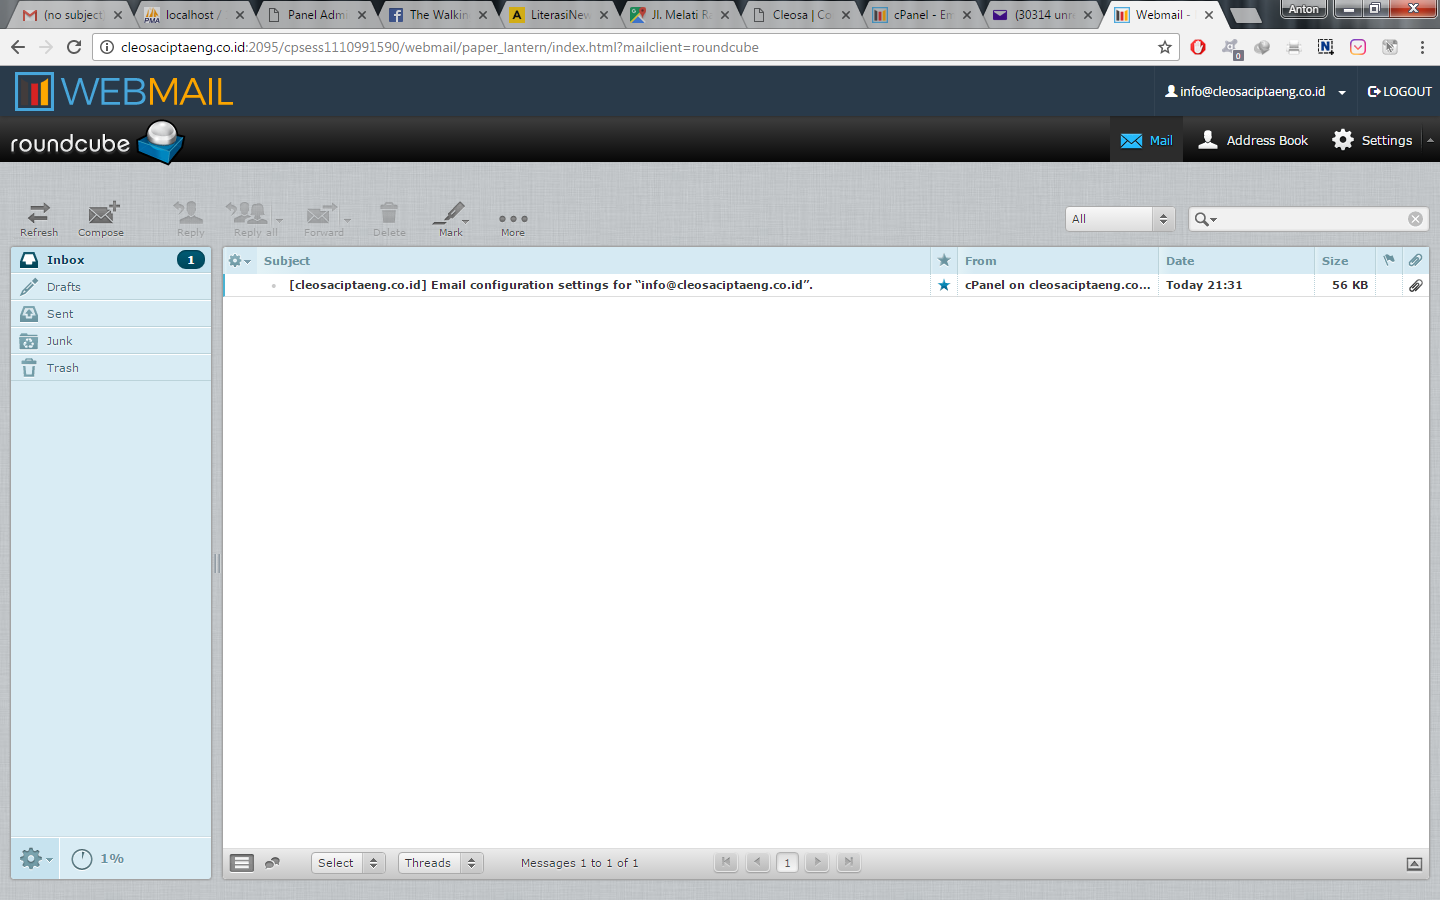 (no subject
localhost /
Panel Adm
The Walkin
LiterasiNew
Jl. Melati R
Cleosa | Co
cPanel - Em
(30314 unr
Webmail -
Anton
cleosaciptaeng.co.id:2095/cpsess1110991590/webmail/paper_lantern/index.html?mailclient=roundcube
0
WEBMAIL
info@cleosaciptaeng.co.id
LOGOUT
roundcube
Mail
Address Book
Settings
Refresh
Compose
Reply
Reply all
Forward
Delete
Mark
More
All
Inbox
1
Drafts
Sent
Junk
Trash
Subject
From
Date
Size
[cleosaciptaeng.co.id] Email configuration settings for “info@cleosaciptaeng.co.id”.
cPanel on cleosaciptaeng.co...
Today 21:31
56 KB
1%
Select
Threads
Messages 1 to 1 of 1
1